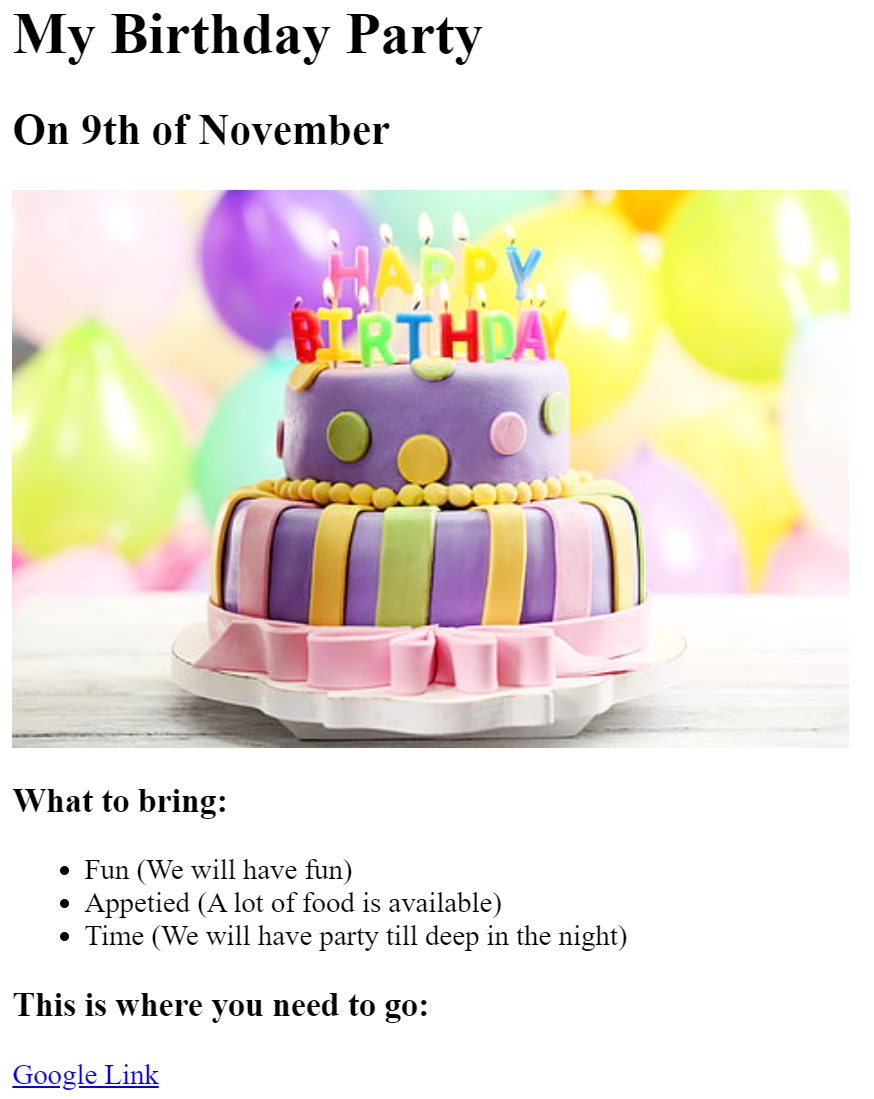 My Birthday Party
On 9th of November
HAPPY
BIRTHDAY
What to bring:
Fun (We will have fun)
Appetied (A lot of food is available)
Time (We will have party till deep in the night)
This is where you need to go:
Google Link